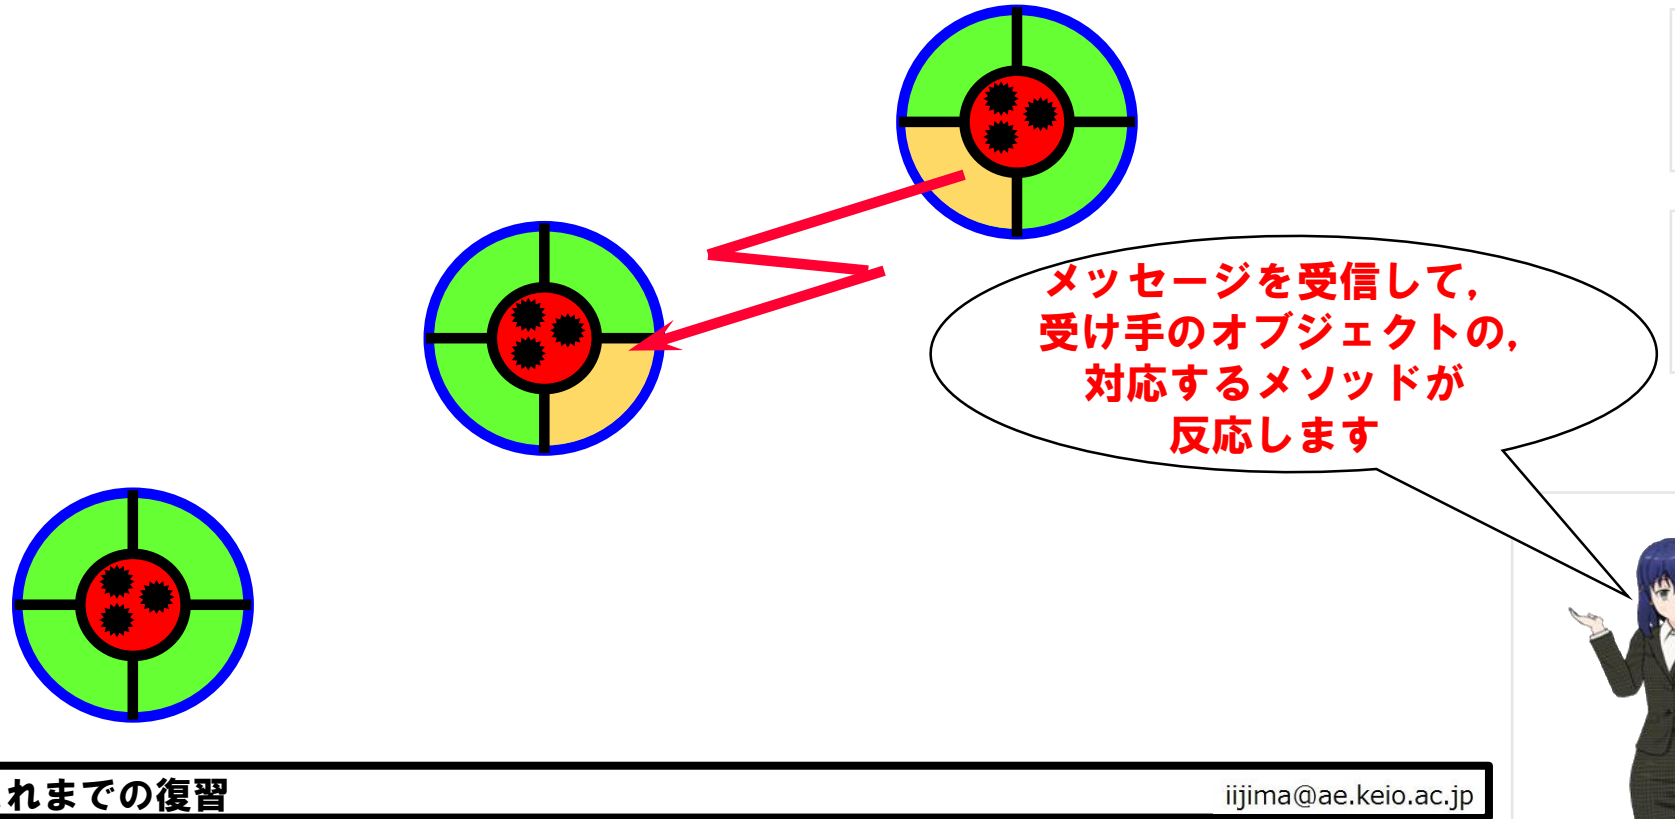 メッセージを受信して,
受け手のオブジェクトの,
対応するメソッドが
反応します
れまでの復習
iijima@ae.keio.ac.jp